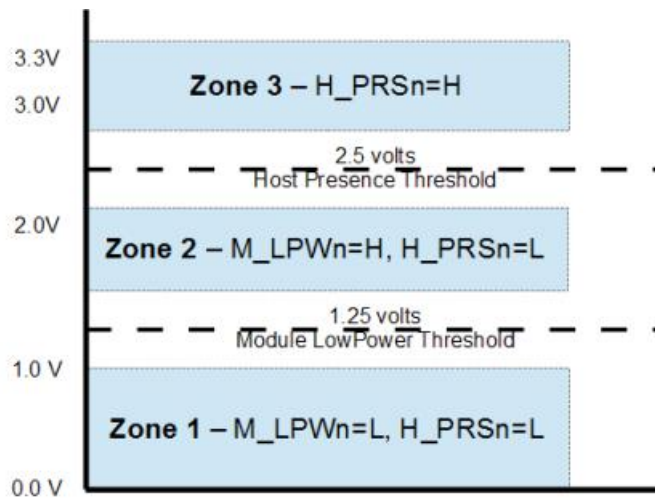 3.3V
Zone 3 – H_PRSn=H
3.0V
2.5 volts
Host Presence Threshold
2.0V
Zone 2 – M_LPWn=H, H_PRSn=L
1.25 volts
Module LowPower Threshold
1.0 V
Zone 1 – M_LPWn=L, H_PRSn=L
0.0 V